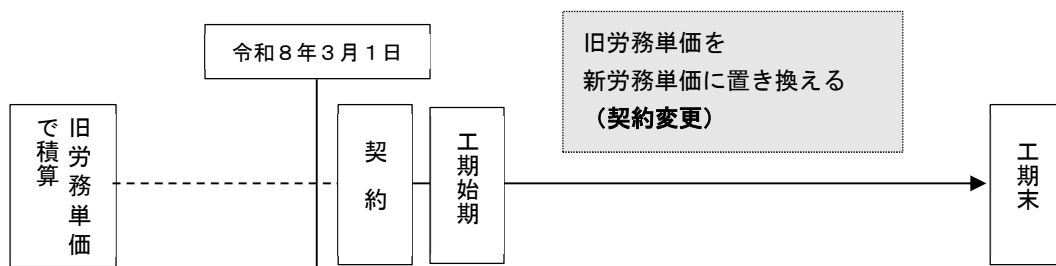 令和８年３月１日
旧労務単価を
新労務単価に置き換える
（契約変更）
旧労務単価
で積算
契約
工期始期
工期末